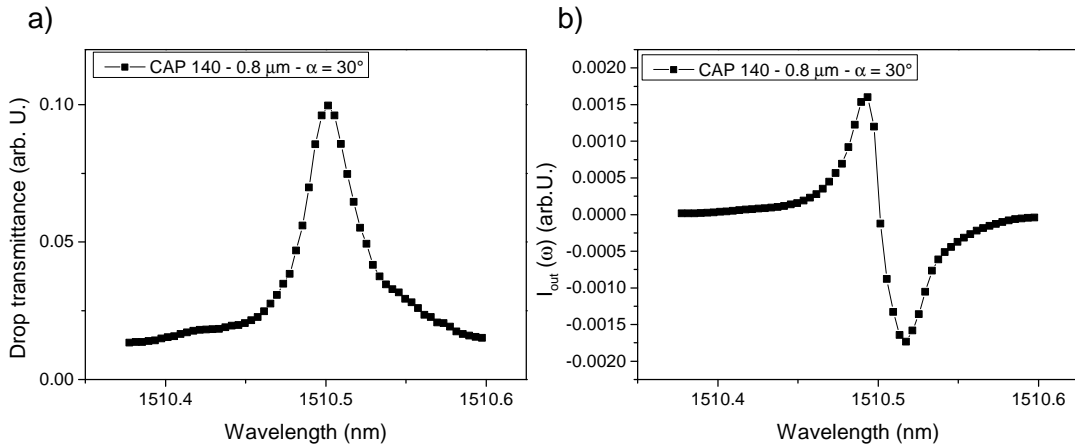 a)
CAP 140 - 0.8 μm - α = 30°
0.10
0.05
0.00
Drop transmittance (arb. U.)
1510.4 1510.5 1510.6
Wavelength (nm)
b)
CAP 140 - 0.8 μm - α = 30°
0.0020
0.0015
0.0010
0.0005
0.0000
-0.0005
-0.0010
-0.0015
-0.0020
I_out (ω) (arb.U.)
1510.4 1510.5 1510.6
Wavelength (nm)